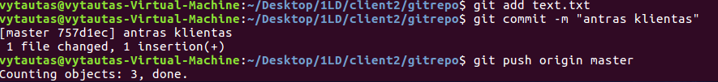 vytautas@vytautas-Virtual-Machine:~/Desktop/1LD/client2/gitrepo$ git add text.txt
vytautas@vytautas-Virtual-Machine:~/Desktop/1LD/client2/gitrepo$ git commit -m "antras klientas"
[master 757d1ec] antras klientas
 1 file changed, 1 insertion(+)
vytautas@vytautas-Virtual-Machine:~/Desktop/1LD/client2/gitrepo$ git push origin master
Counting objects: 3, done.